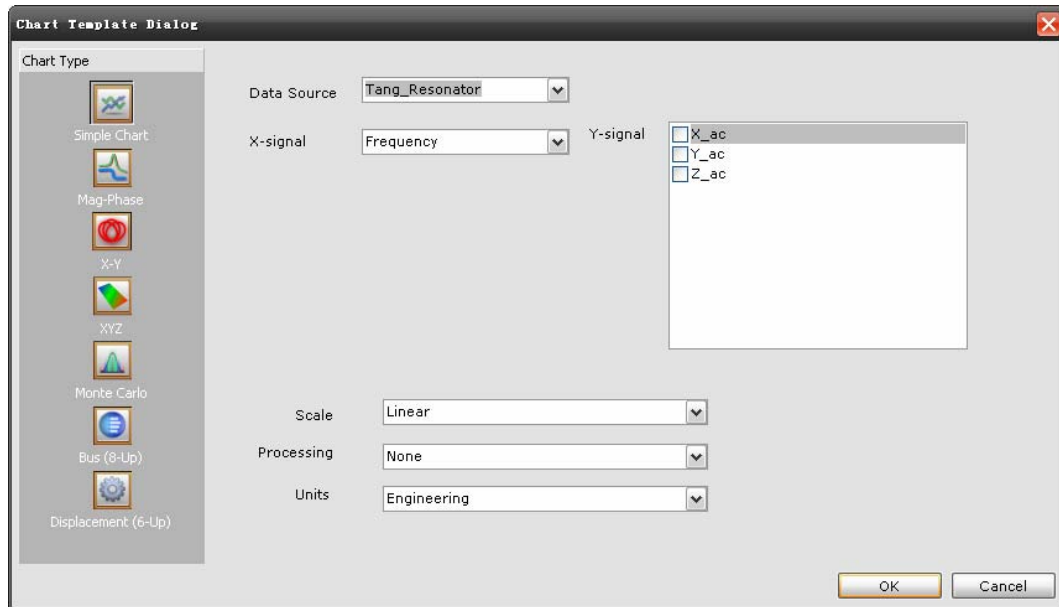 Chart Template Dialog
Chart Type
Simple Chart
Mag-Phase
X-Y
XYZ
Monte Carlo
Bus (8-Up)
Displacement (6-Up)
Data Source Tang_Resonator
X-signal Frequency
Y-signal
X_ac
Y_ac
Z_ac
Scale Linear
Processing None
Units Engineering
OK Cancel